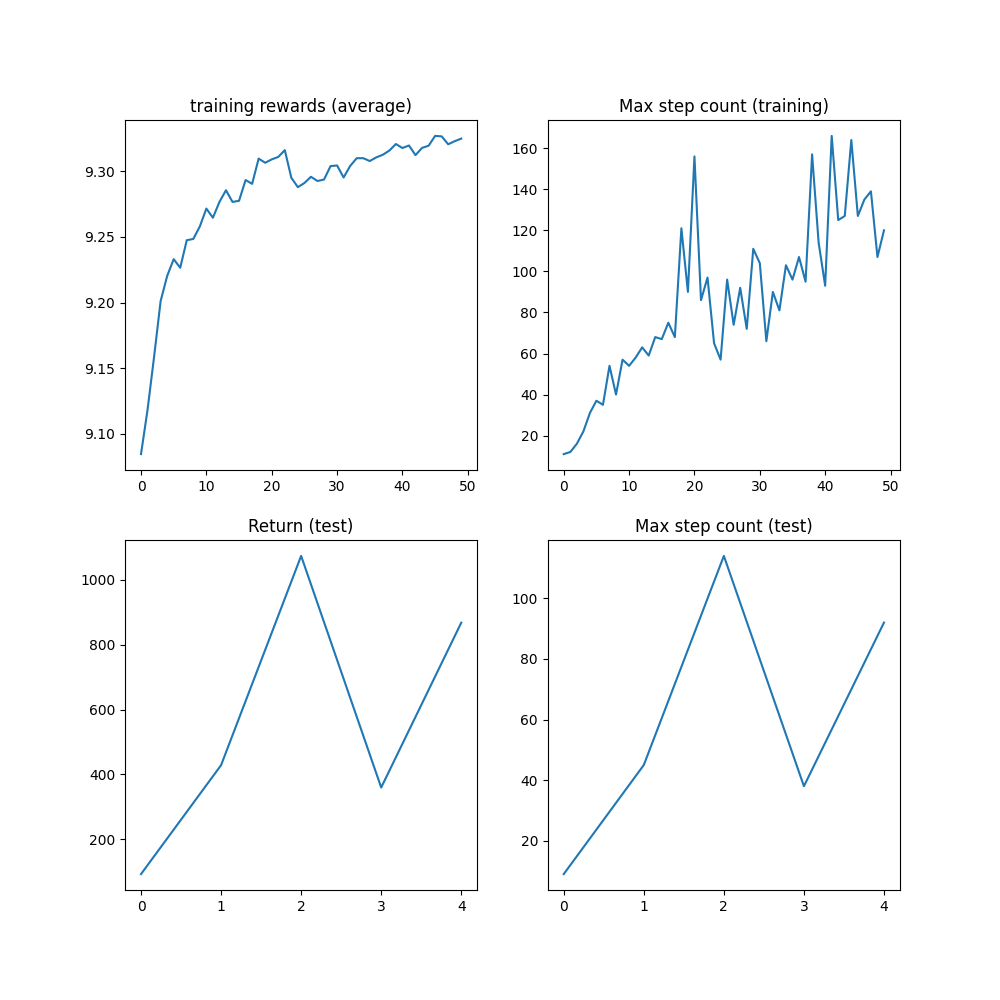 training rewards (average)
9.30
9.25
9.20
9.15
9.10
0 10 20 30 40 50
Max step count (training)
160
140
120
100
80
60
40
20
0 10 20 30 40 50
Return (test)
1000
800
600
400
200
0 1 2 3 4
Max step count (test)
100
80
60
40
20
0 1 2 3 4